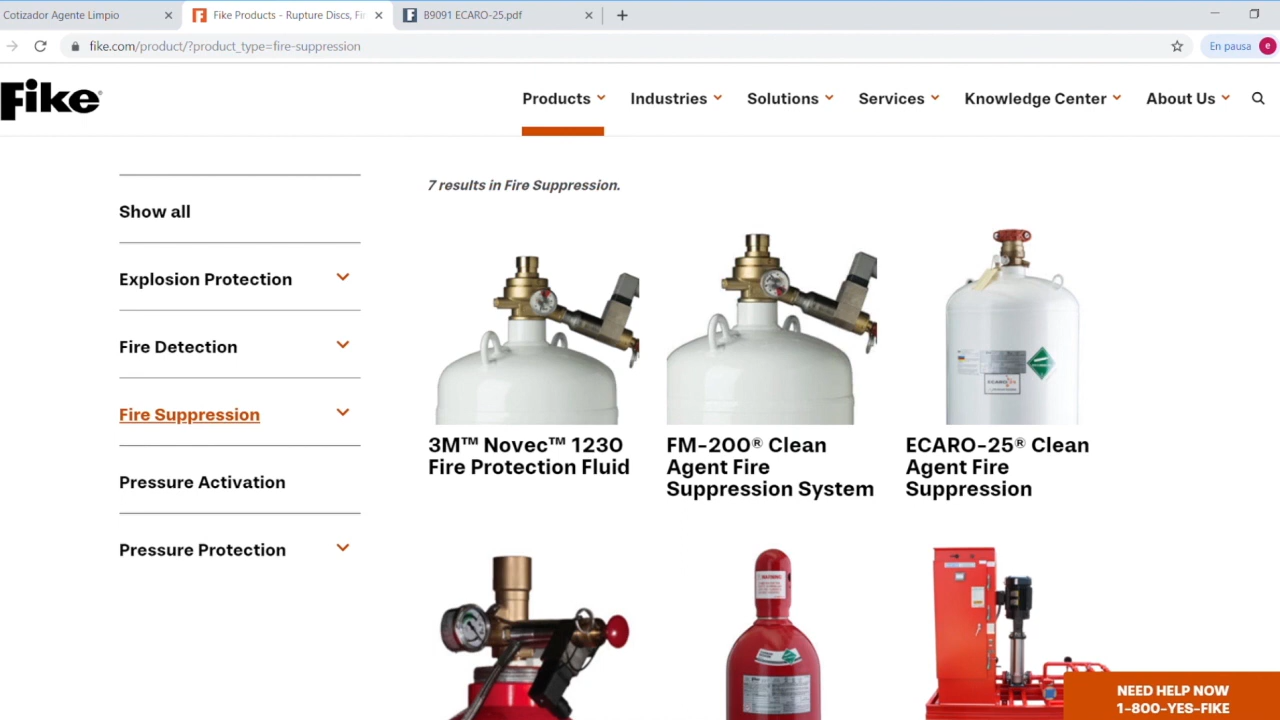 Cotizador Agente Limpio
Fike Products - Rupture Discs, Fi
B9091 ECARO-25.pdf
fike.com/product/?product_type=fire-suppression
En pausa
e
Fike®
Products
Industries
Solutions
Services
Knowledge Center
About Us
7 results in Fire Suppression.
Show all
Explosion Protection
Fire Detection
Fire Suppression
Pressure Activation
Pressure Protection
3M™ Novec™ 1230
Fire Protection Fluid
FM-200® Clean
Agent Fire
Suppression System
ECARO-25® Clean
Agent Fire
Suppression
NEED HELP NOW
1-800-YES-FIKE